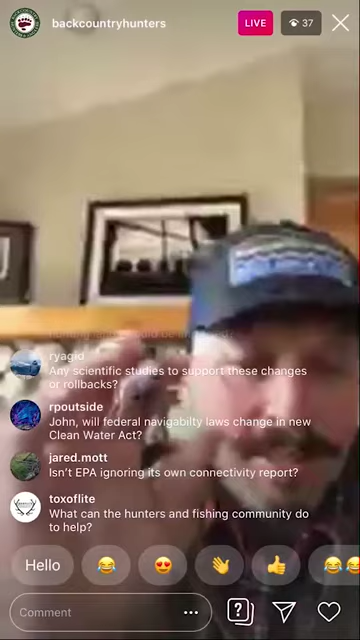 backcountryhunters
LIVE
37
ryagid
Any scientific studies to support these changes
or rollbacks?
rpoutside
John, will federal navigabilty laws change in new
Clean Water Act?
jared.mott
Isn't EPA ignoring its own connectivity report?
toxoflite
What can the hunters and fishing community do
to help?
Hello
Comment